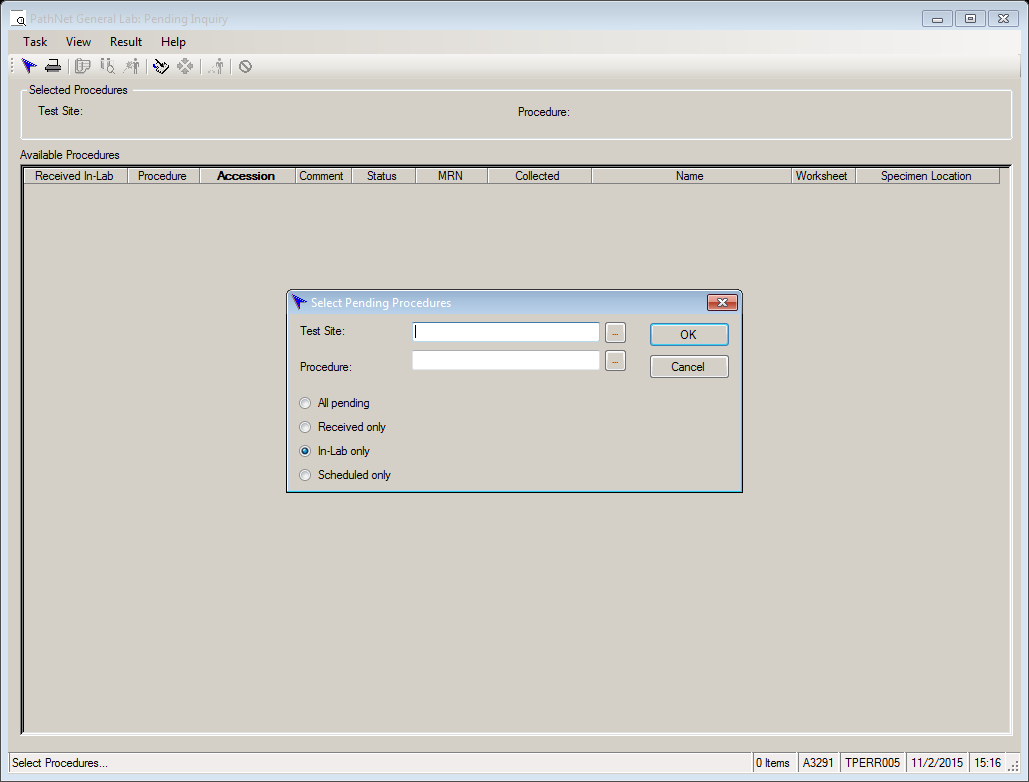 PathNet General Lab: Pending Inquiry
Task View Result Help
Selected Procedures
Test Site: Procedure:
Available Procedures
Received In-Lab Procedure Accession Comment Status MRN Collected Name Worksheet Specimen Location
Select Pending Procedures
Test Site: ... OK
Procedure: ... Cancel
All pending
Received only
In-Lab only
Scheduled only
Select Procedures... 0 Items A3291 TPERR005 11/2/2015 15:16